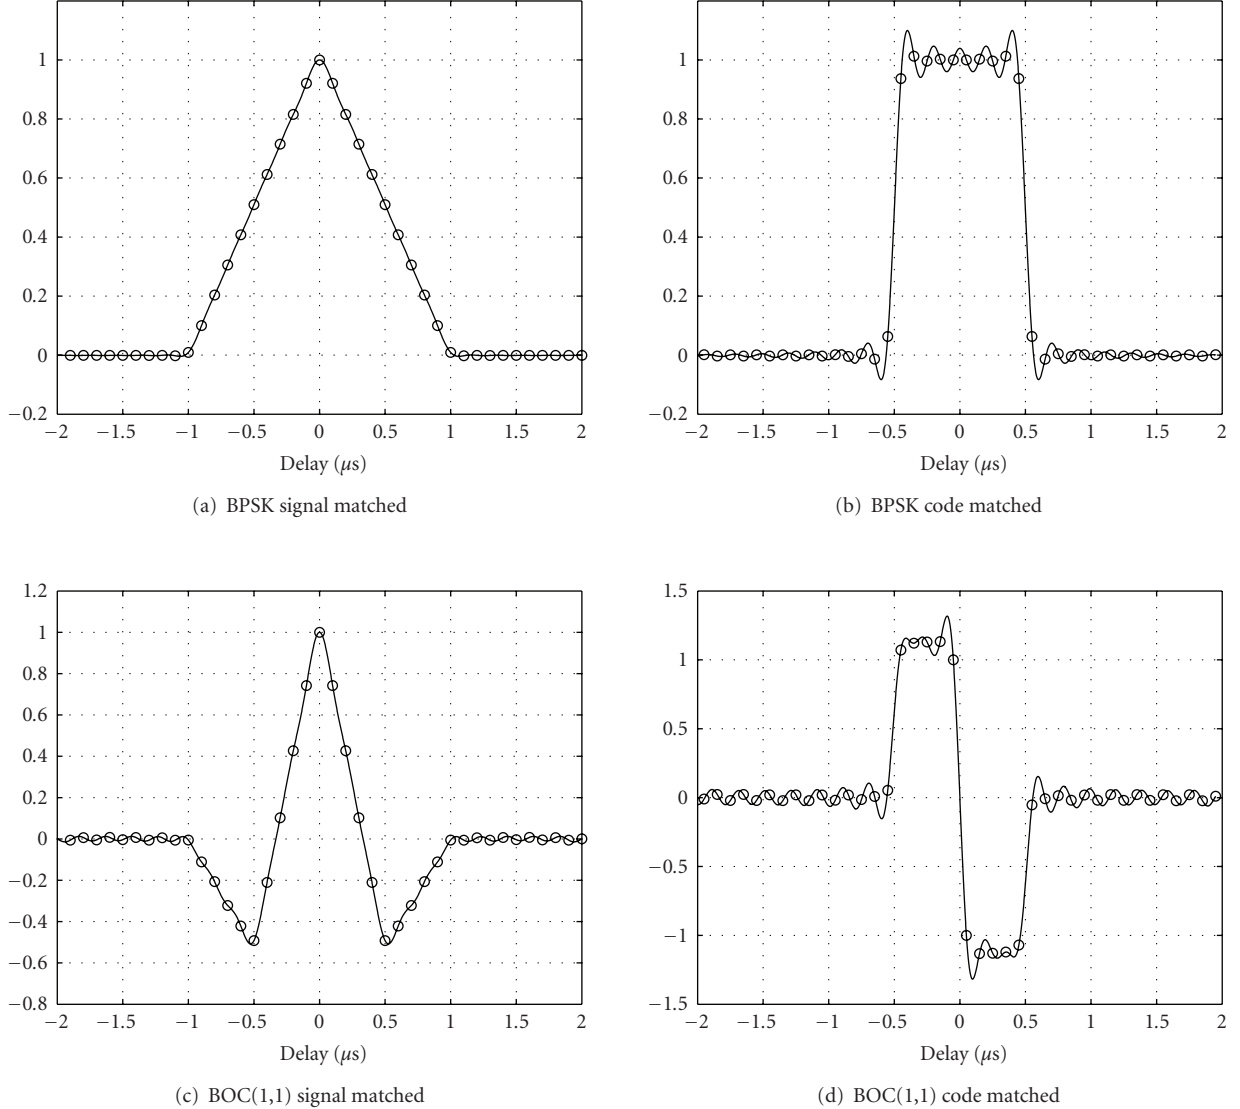 1
0.8
0.6
0.4
0.2
0
−0.2
−2 −1.5 −1 −0.5 0 0.5 1 1.5 2
Delay (μs)
(a) BPSK signal matched
1
0.8
0.6
0.4
0.2
0
−0.2
−2 −1.5 −1 −0.5 0 0.5 1 1.5 2
Delay (μs)
(b) BPSK code matched
1.2
1
0.8
0.6
0.4
0.2
0
−0.2
−0.4
−0.6
−0.8
−2 −1.5 −1 −0.5 0 0.5 1 1.5 2
Delay (μs)
(c) BOC(1,1) signal matched
1.5
1
0.5
0
−0.5
−1
−1.5
−2 −1.5 −1 −0.5 0 0.5 1 1.5 2
Delay (μs)
(d) BOC(1,1) code matched